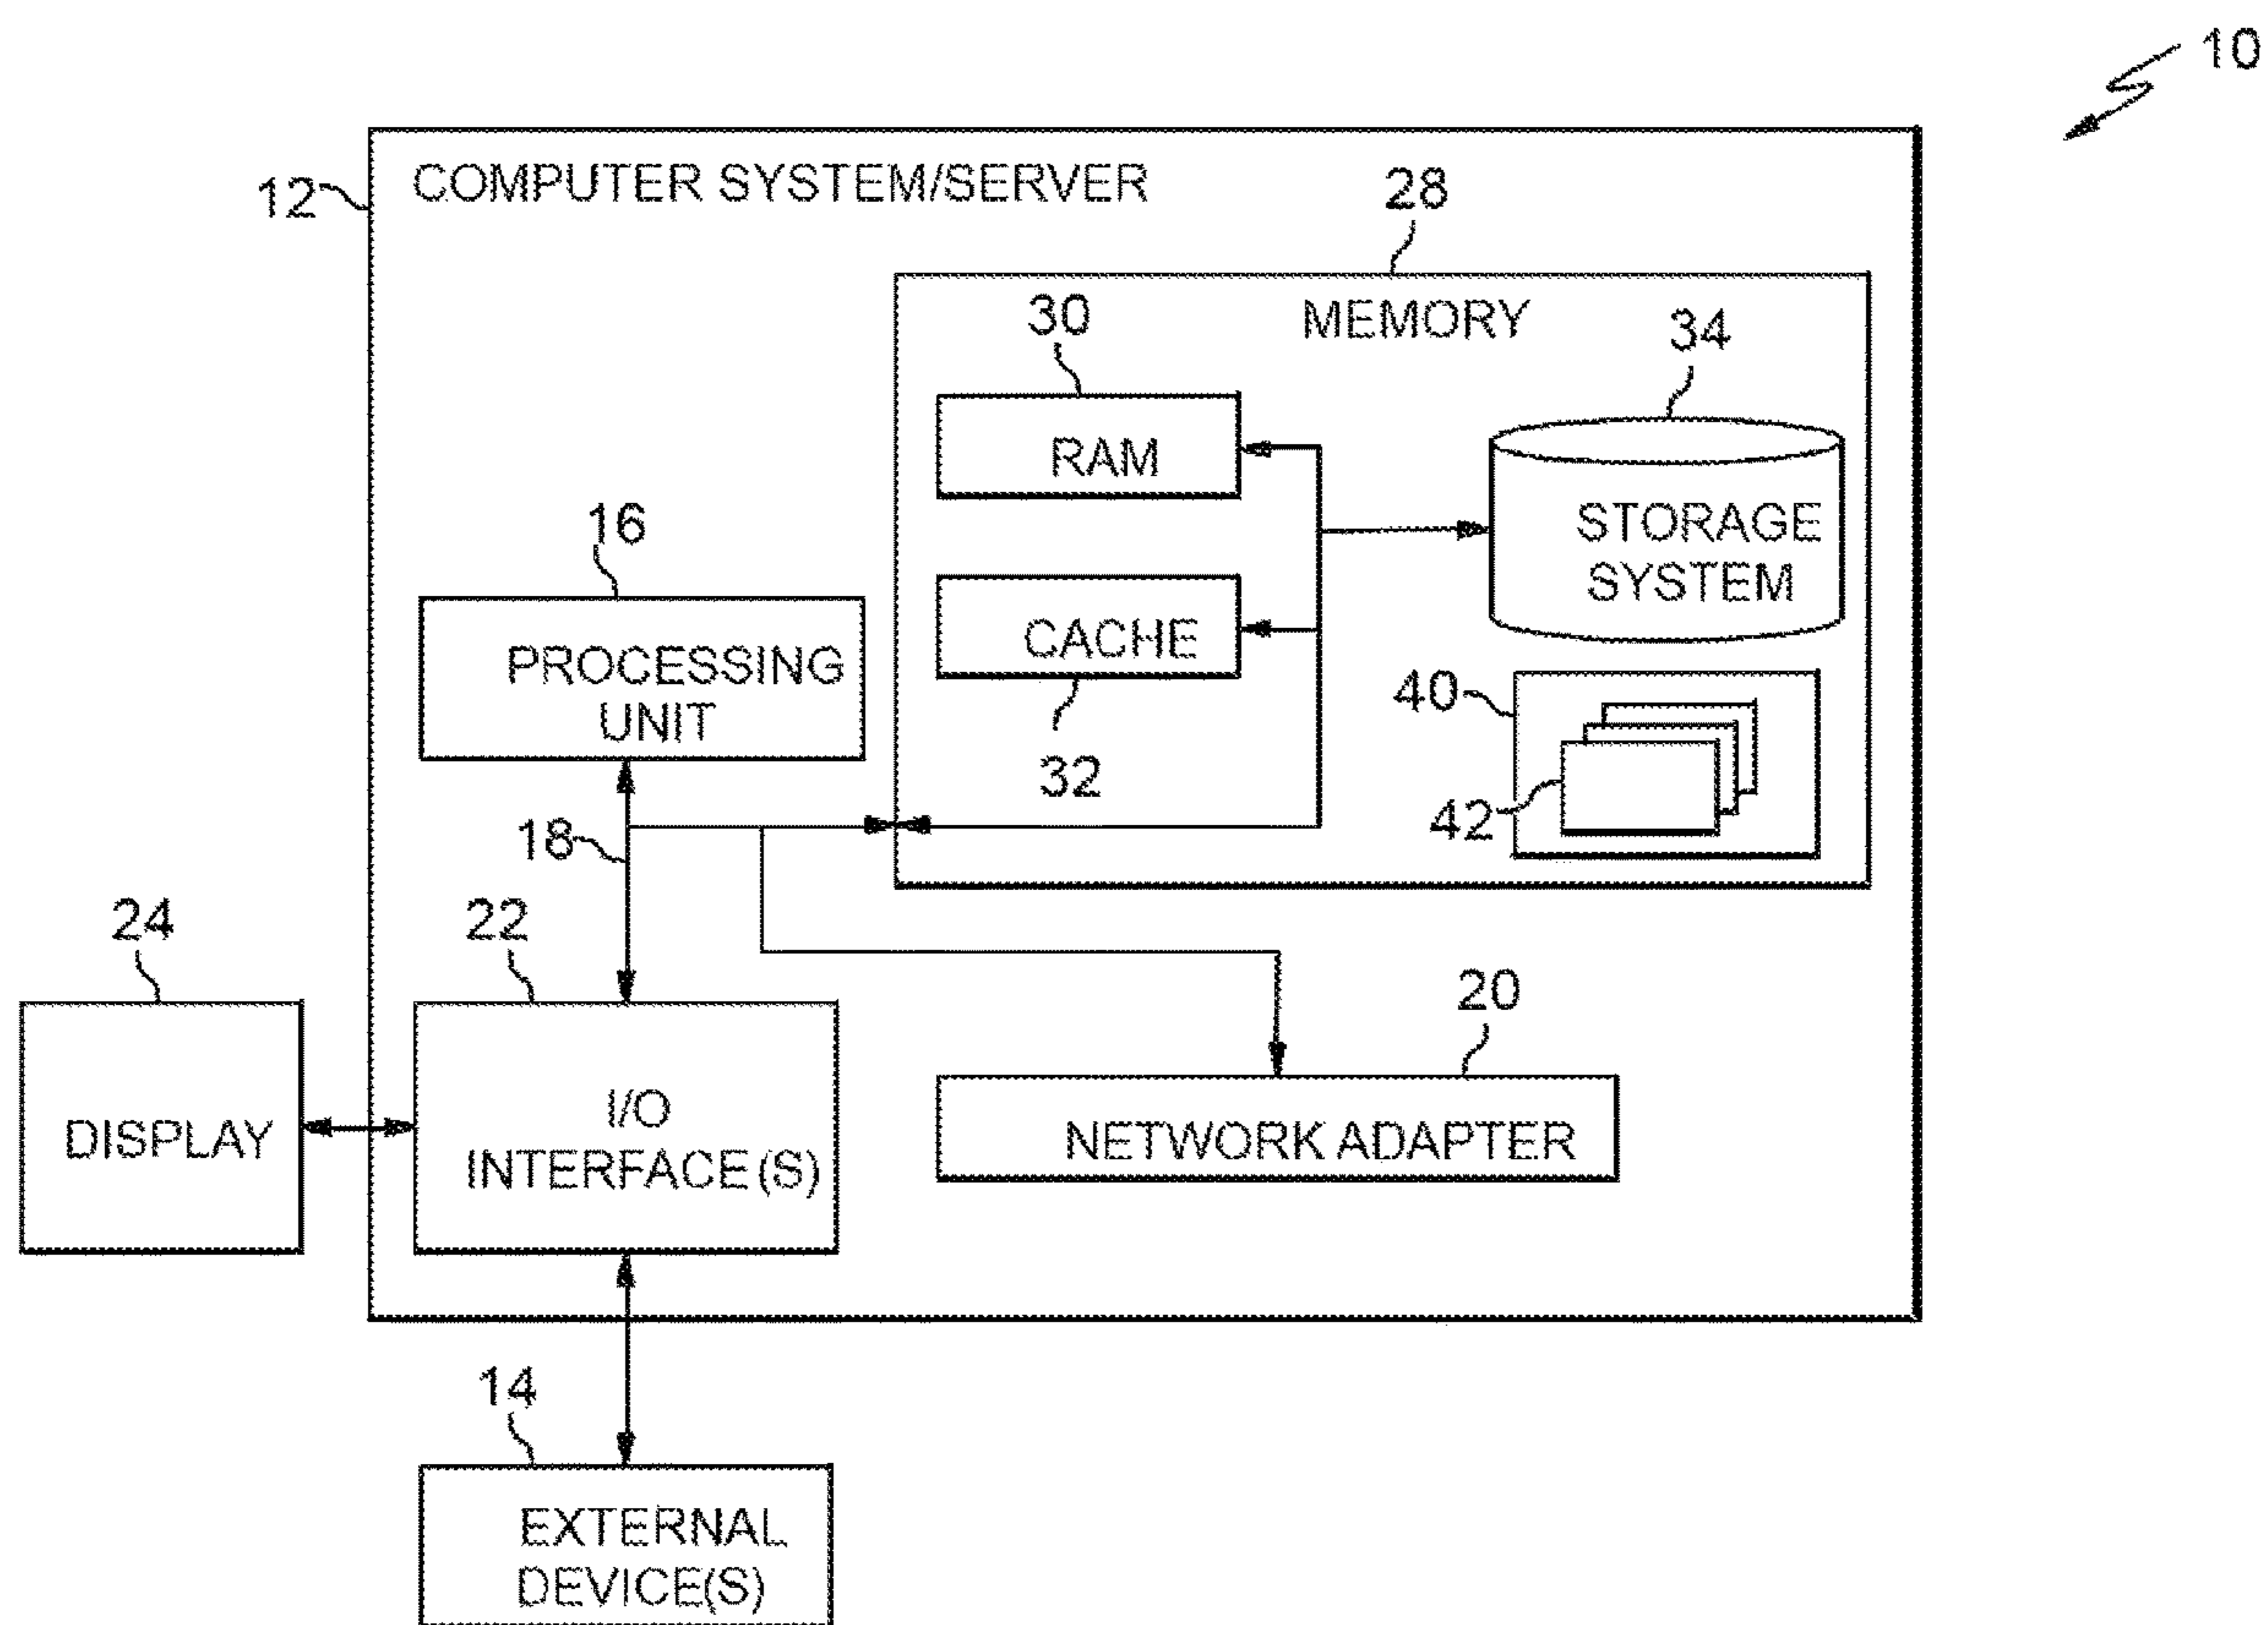 10
12
COMPUTER SYSTEM/SERVER
28
MEMORY
30
34
RAM
STORAGE
SYSTEM
16
PROCESSING
UNIT
CACHE
32
40
42
18
24
22
20
DISPLAY
I/O
INTERFACE(S)
NETWORK ADAPTER
14
EXTERNAL
DEVICE(S)